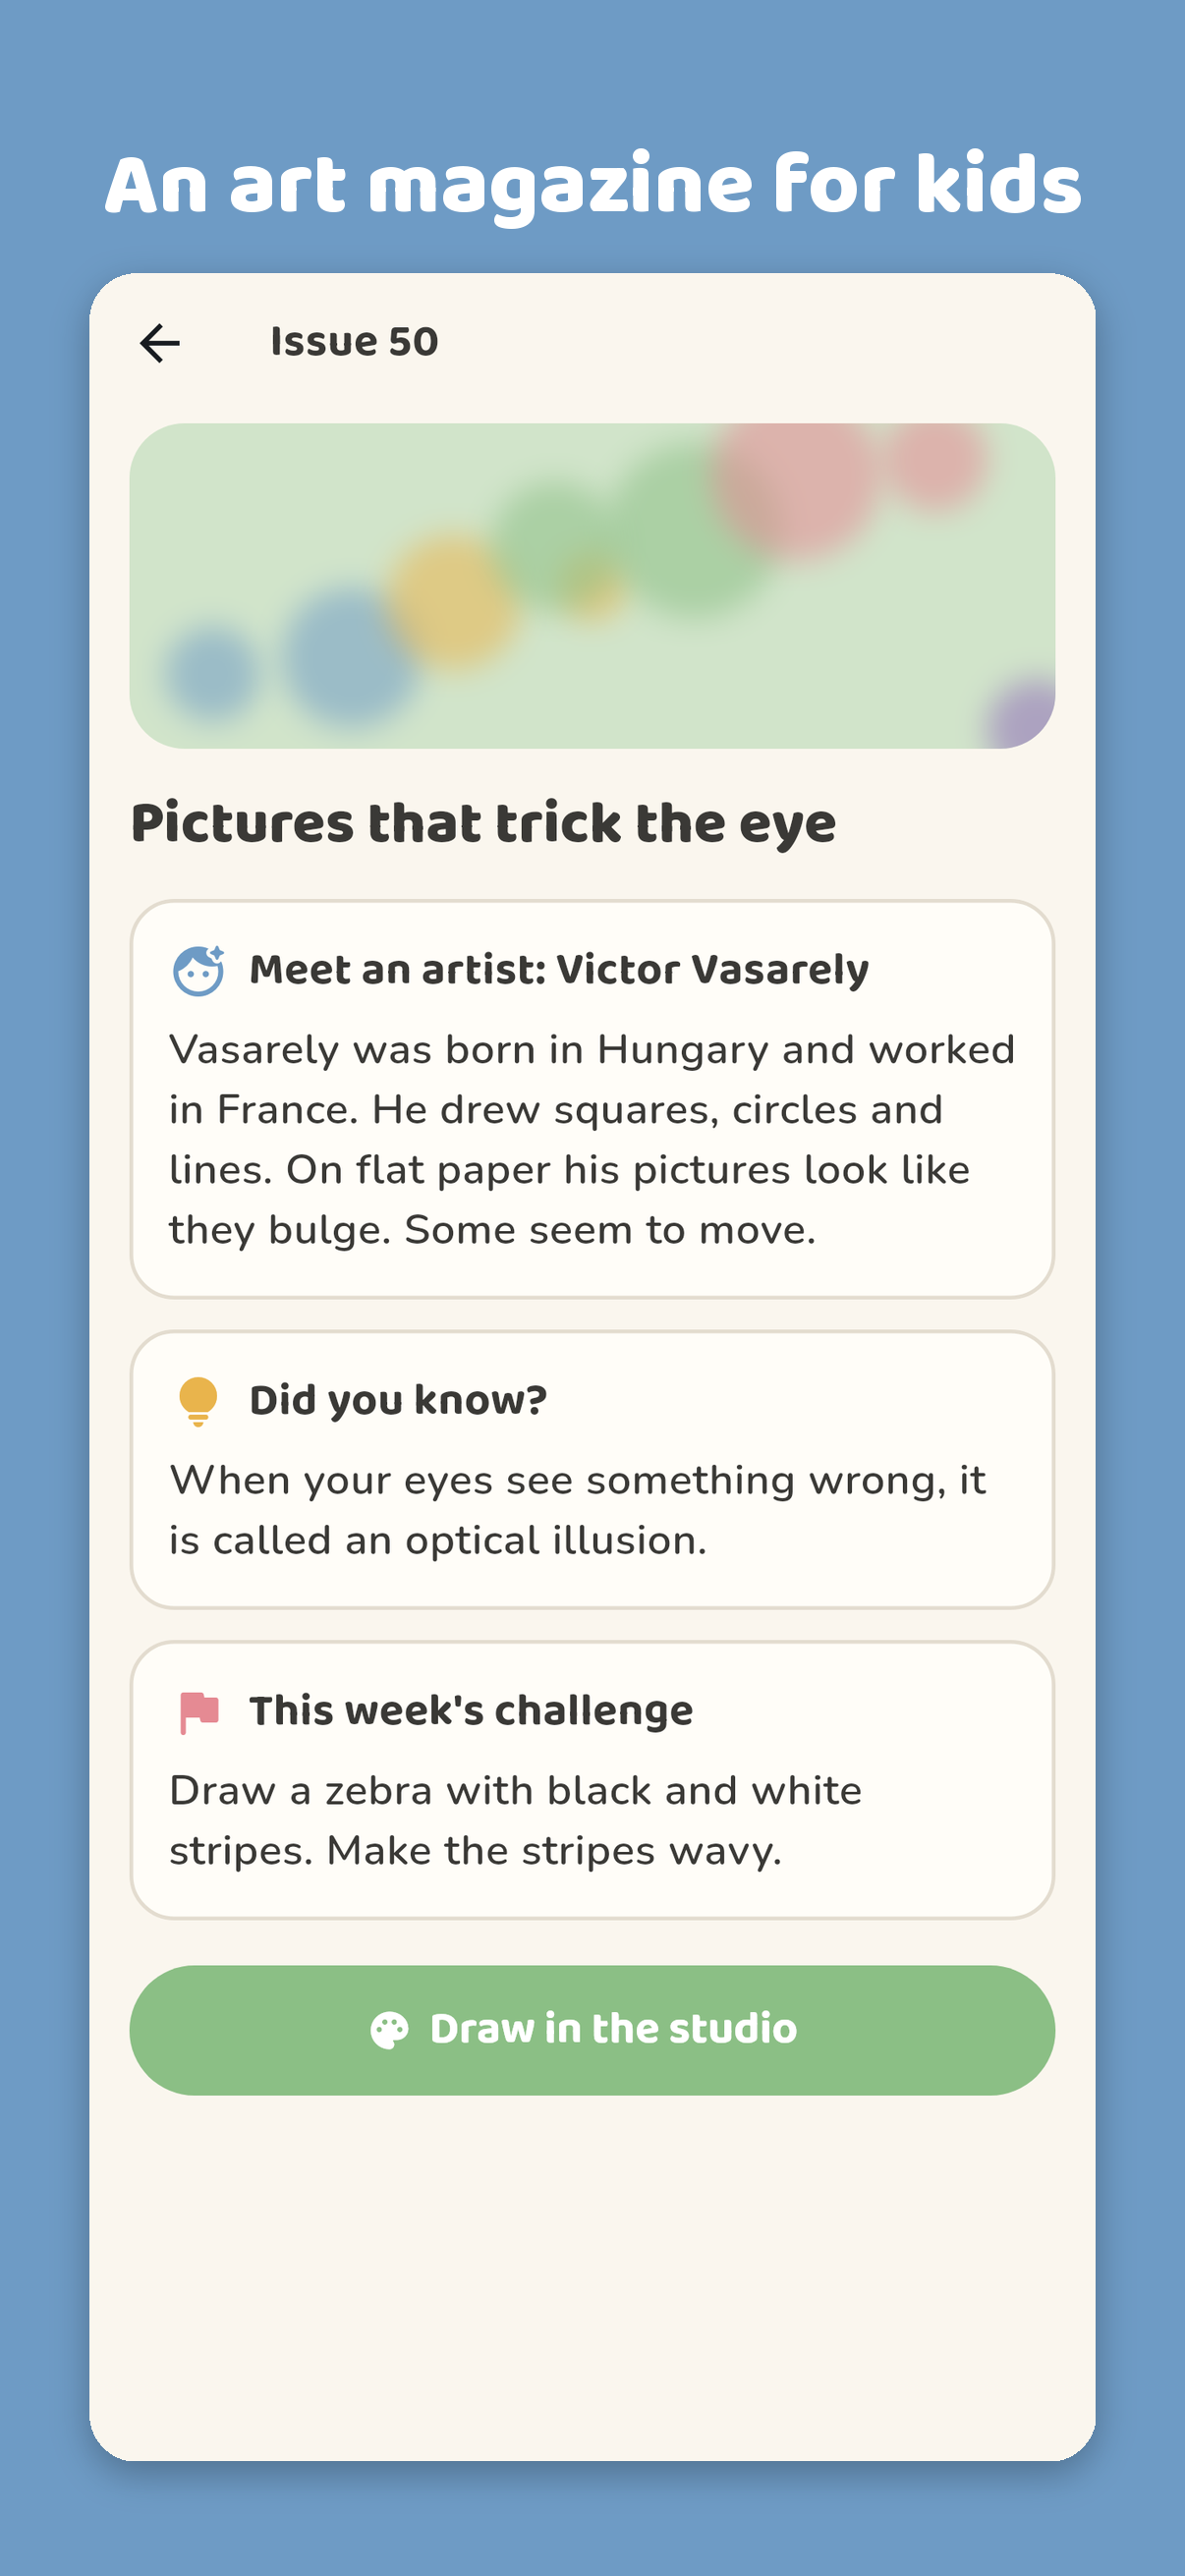 An art magazine for kids
Issue 50
Pictures that trick the eye
Meet an artist: Victor Vasarely
Vasarely was born in Hungary and worked
in France. He drew squares, circles and
lines. On flat paper his pictures look like
they bulge. Some seem to move.
Did you know?
When your eyes see something wrong, it
is called an optical illusion.
This week's challenge
Draw a zebra with black and white
stripes. Make the stripes wavy.
Draw in the studio